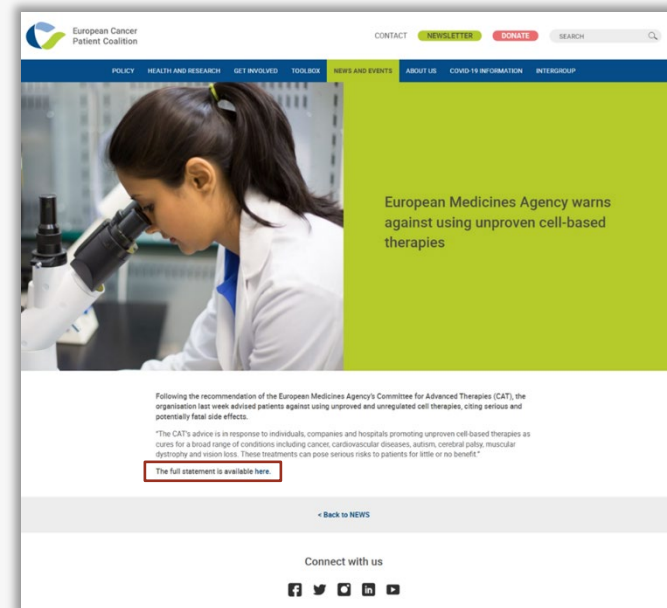 European Cancer
Patient Coalition
CONTACT
NEWSLETTER
DONATE
SEARCH
POLICY
HEALTH AND RESEARCH
GET INVOLVED
TOOLBOX
NEWS AND EVENTS
ABOUT US
COVID-19 INFORMATION
INTERGROUP
European Medicines Agency warns
against using unproven cell-based
therapies
Following the recommendation of the European Medicines Agency's Committee for Advanced Therapies (CAT), the
organisation last week advised patients against using unproved and unregulated cell therapies, citing serious and
potentially fatal side effects.
"The CAT's advice is in response to individuals, companies and hospitals promoting unproven cell-based therapies as
cures for a broad range of conditions including cancer, cardiovascular diseases, autism, cerebral palsy, muscular
dystrophy and vision loss. These treatments can pose serious risks to patients for little or no benefit."
The full statement is available here.
< Back to NEWS
Connect with us